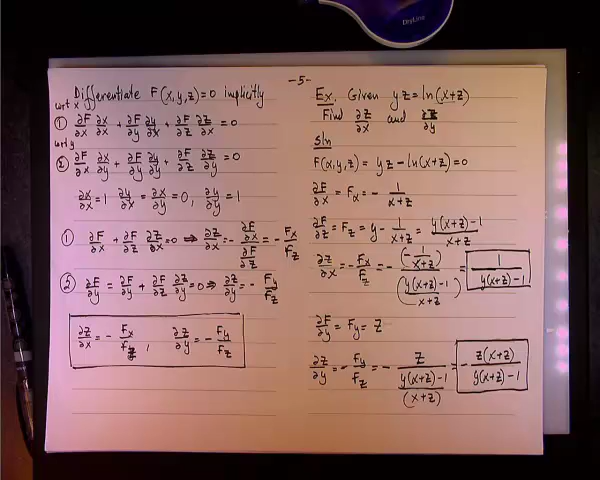 DryLine
-5-
Differentiate F(x,y,z)=0 implicitly
wrt x
① ∂F/∂x ∂x/∂x + ∂F/∂y ∂y/∂x + ∂F/∂z ∂z/∂x = 0
wrt y
② ∂F/∂x ∂x/∂y + ∂F/∂y ∂y/∂y + ∂F/∂z ∂z/∂y = 0
∂x/∂x = 1 ∂y/∂x = ∂x/∂y = 0, ∂y/∂y = 1
① ∂F/∂x + ∂F/∂z ∂z/∂x = 0 ⇒ ∂z/∂x = - (∂F/∂x)/(∂F/∂z) = - Fx/Fz
② ∂F/∂y = ∂F/∂y + ∂F/∂z ∂z/∂y = 0 ⇒ ∂z/∂y = - Fy/Fz
∂z/∂x = - Fx/Fz, ∂z/∂y = - Fy/Fz
Ex. Given yz = ln(x+z)
Find ∂z/∂x and ∂z/∂y
sln
F(x,y,z) = yz - ln(x+z) = 0
∂F/∂x = Fx = - 1/(x+z)
∂F/∂z = Fz = y - 1/(x+z) = (y(x+z)-1)/(x+z)
∂z/∂x = - Fx/Fz = - (-1/(x+z))/((y(x+z)-1)/(x+z)) = 1/(y(x+z)-1)
∂F/∂y = Fy = z
∂z/∂y = - Fy/Fz = - z/((y(x+z)-1)/(x+z)) = - z(x+z)/(y(x+z)-1)